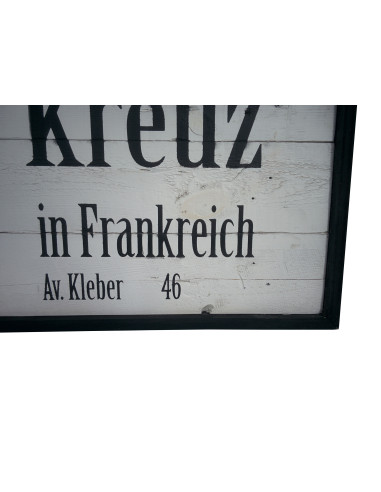 kreuz
in Frankreich
Av. Kleber 46